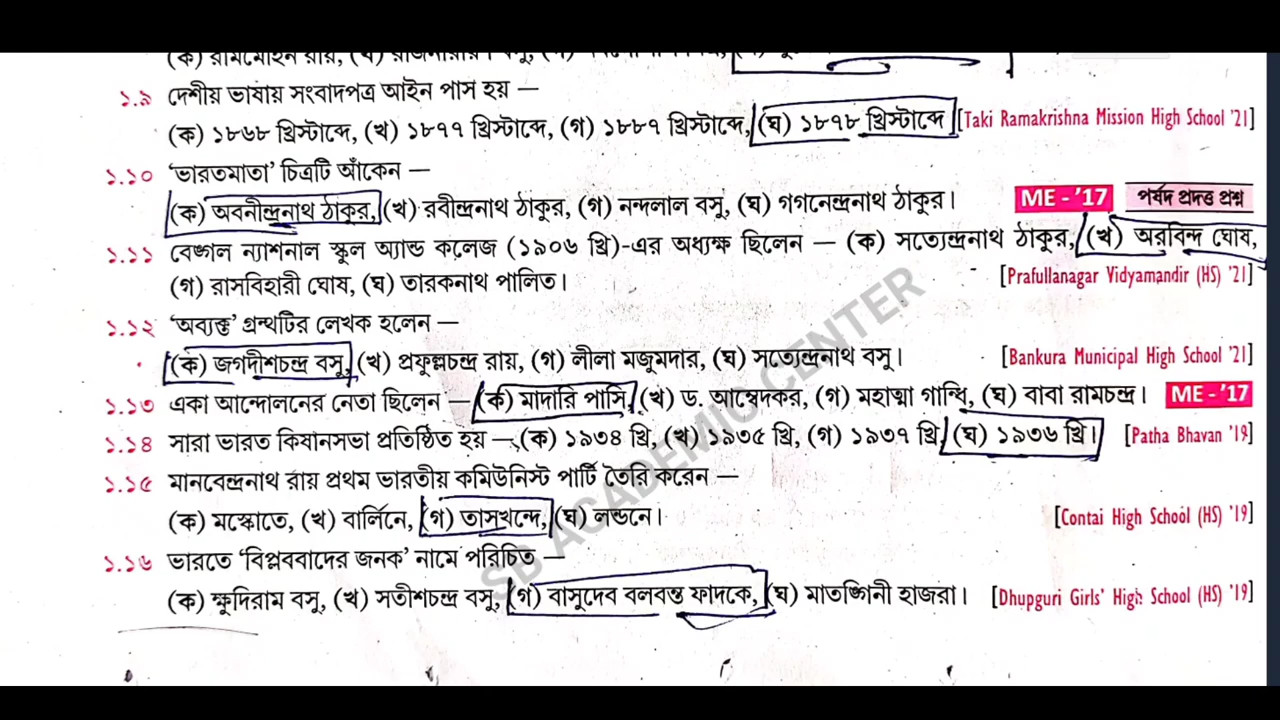 ১.৯ দেশীয় ভাষায় সংবাদপত্র আইন পাস হয় —
(ক) ১৮৬৮ খ্রিস্টাব্দে, (খ) ১৮৭৭ খ্রিস্টাব্দে, (গ) ১৮৮৭ খ্রিস্টাব্দে, (ঘ) ১৮৭৮ খ্রিস্টাব্দে [Taki Ramakrishna Mission High School '21]
১.১০ 'ভারতমাতা' চিত্রটি আঁকেন —
(ক) অবনীন্দ্রনাথ ঠাকুর, (খ) রবীন্দ্রনাথ ঠাকুর, (গ) নন্দলাল বসু, (ঘ) গগনেন্দ্রনাথ ঠাকুর। ME - '17 পর্ষদ প্রদত্ত প্রশ্ন
১.১১ বেঙ্গল ন্যাশনাল স্কুল অ্যান্ড কলেজ (১৯০৬ খ্রি)-এর অধ্যক্ষ ছিলেন — (ক) সত্যেন্দ্রনাথ ঠাকুর, (খ) অরবিন্দ ঘোষ,
(গ) রাসবিহারী ঘোষ, (ঘ) তারকনাথ পালিত। [Prafullanagar Vidyamandir (HS) '21]
১.১২ 'অব্যক্ত' গ্রন্থটির লেখক হলেন —
(ক) জগদীশচন্দ্র বসু, (খ) প্রফুল্লচন্দ্র রায়, (গ) লীলা মজুমদার, (ঘ) সত্যেন্দ্রনাথ বসু। [Bankura Municipal High School '21]
১.১৩ একা আন্দোলনের নেতা ছিলেন — (ক) মাদারি পাসি, (খ) ড. আম্বেদকর, (গ) মহাত্মা গান্ধি, (ঘ) বাবা রামচন্দ্র। ME - '17
১.১৪ সারা ভারত কিষানসভা প্রতিষ্ঠিত হয় — (ক) ১৯৩৪ খ্রি, (খ) ১৯৩৫ খ্রি, (গ) ১৯৩৭ খ্রি, (ঘ) ১৯৩৬ খ্রি। [Patha Bhavan '19]
১.১৫ মানবেন্দ্রনাথ রায় প্রথম ভারতীয় কমিউনিস্ট পার্টি তৈরি করেন —
(ক) মস্কোতে, (খ) বার্লিনে, (গ) তাসখন্দে, (ঘ) লন্ডনে। [Contai High School (HS) '19]
১.১৬ ভারতে 'বিপ্লববাদের জনক' নামে পরিচিত —
(ক) ক্ষুদিরাম বসু, (খ) সতীশচন্দ্র বসু, (গ) বাসুদেব বলবন্ত ফাদকে, (ঘ) মাতঙ্গিনী হাজরা। [Dhupguri Girls' High School (HS) '19]
SB ACADEMIC CENTER